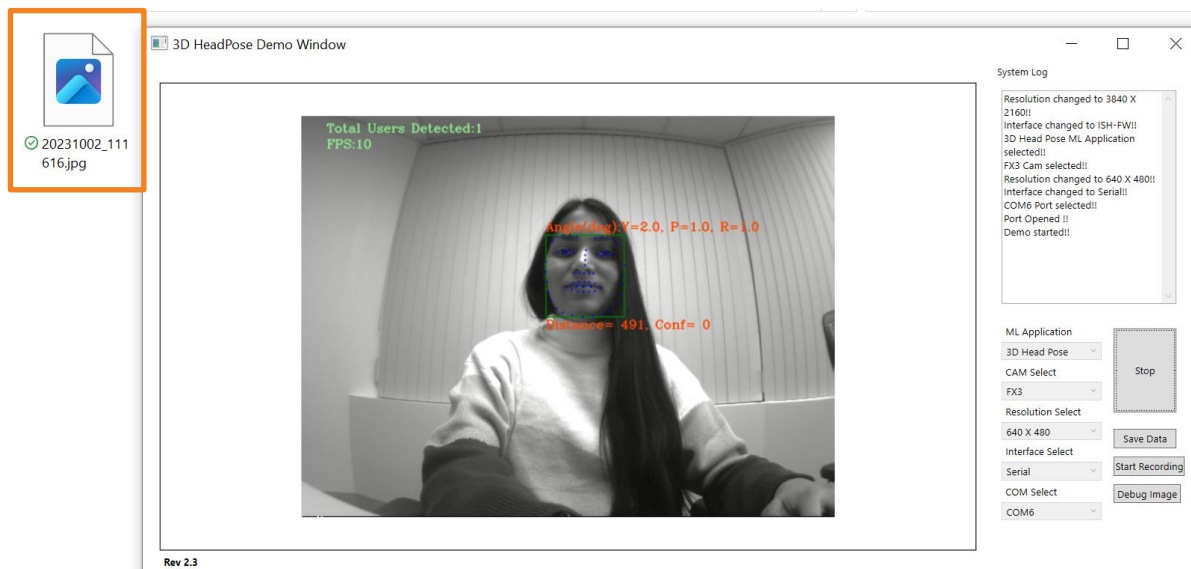 20231002_111
616.jpg
3D HeadPose Demo Window
Total Users Detected:1
FPS:10
Angle(deg):Y=2.0, P=1.0, R=1.0
Distance= 491, Conf= 0
Rev 2.3
System Log
Resolution changed to 3840 X
2160!!
Interface changed to ISH-FW!!
3D Head Pose ML Application
selected!!
FX3 Cam selected!!
Resolution changed to 640 X 480!!
Interface changed to Serial!!
COM6 Port selected!!
Port Opened !!
Demo started!!
ML Application
3D Head Pose
CAM Select
FX3
Resolution Select
640 X 480
Interface Select
Serial
COM Select
COM6
Stop
Save Data
Start Recording
Debug Image